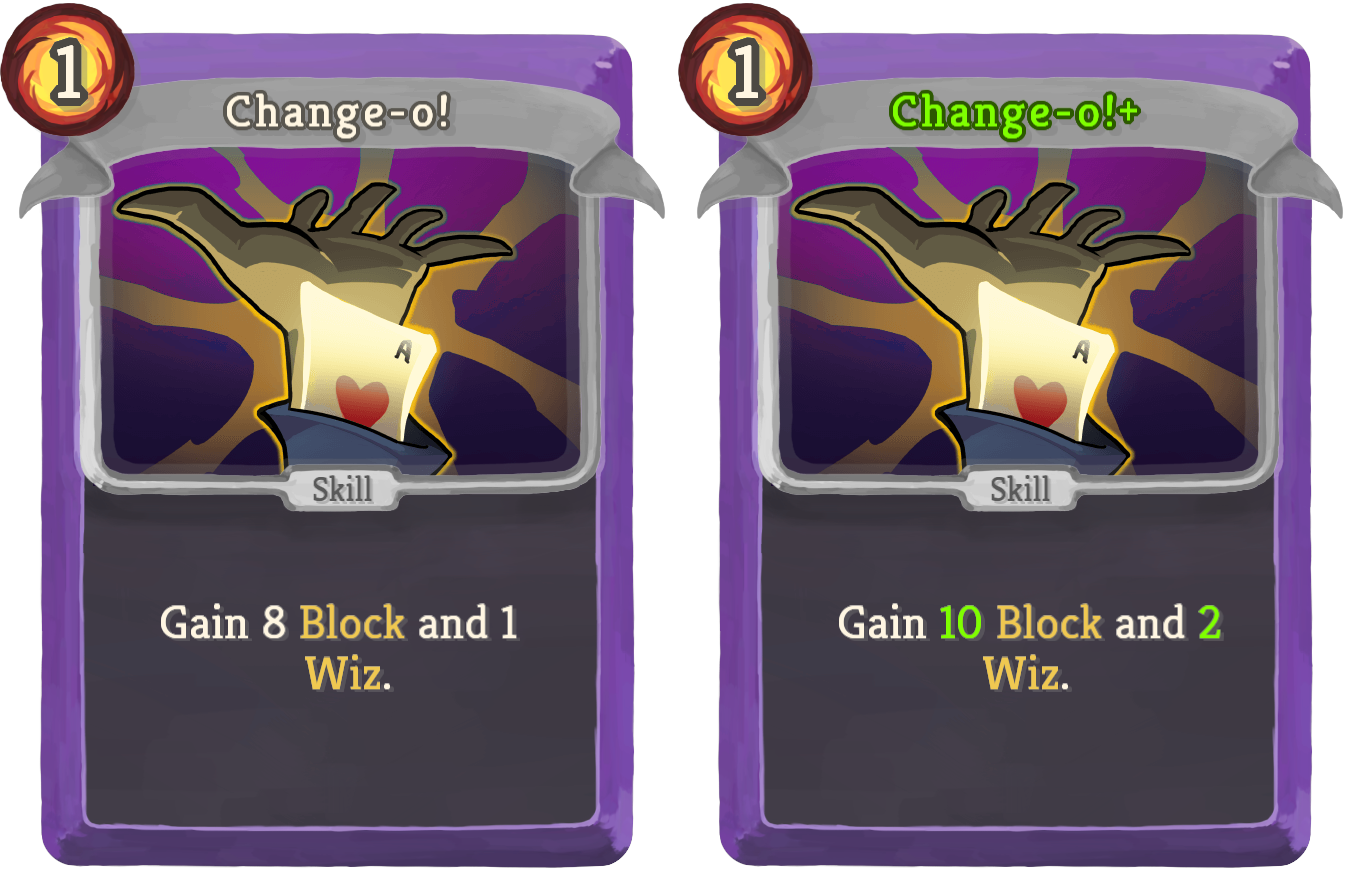 1
Change-o!
A
Skill
Gain 8 Block and 1
Wiz.
1
Change-o!+
A
Skill
Gain 10 Block and 2
Wiz.